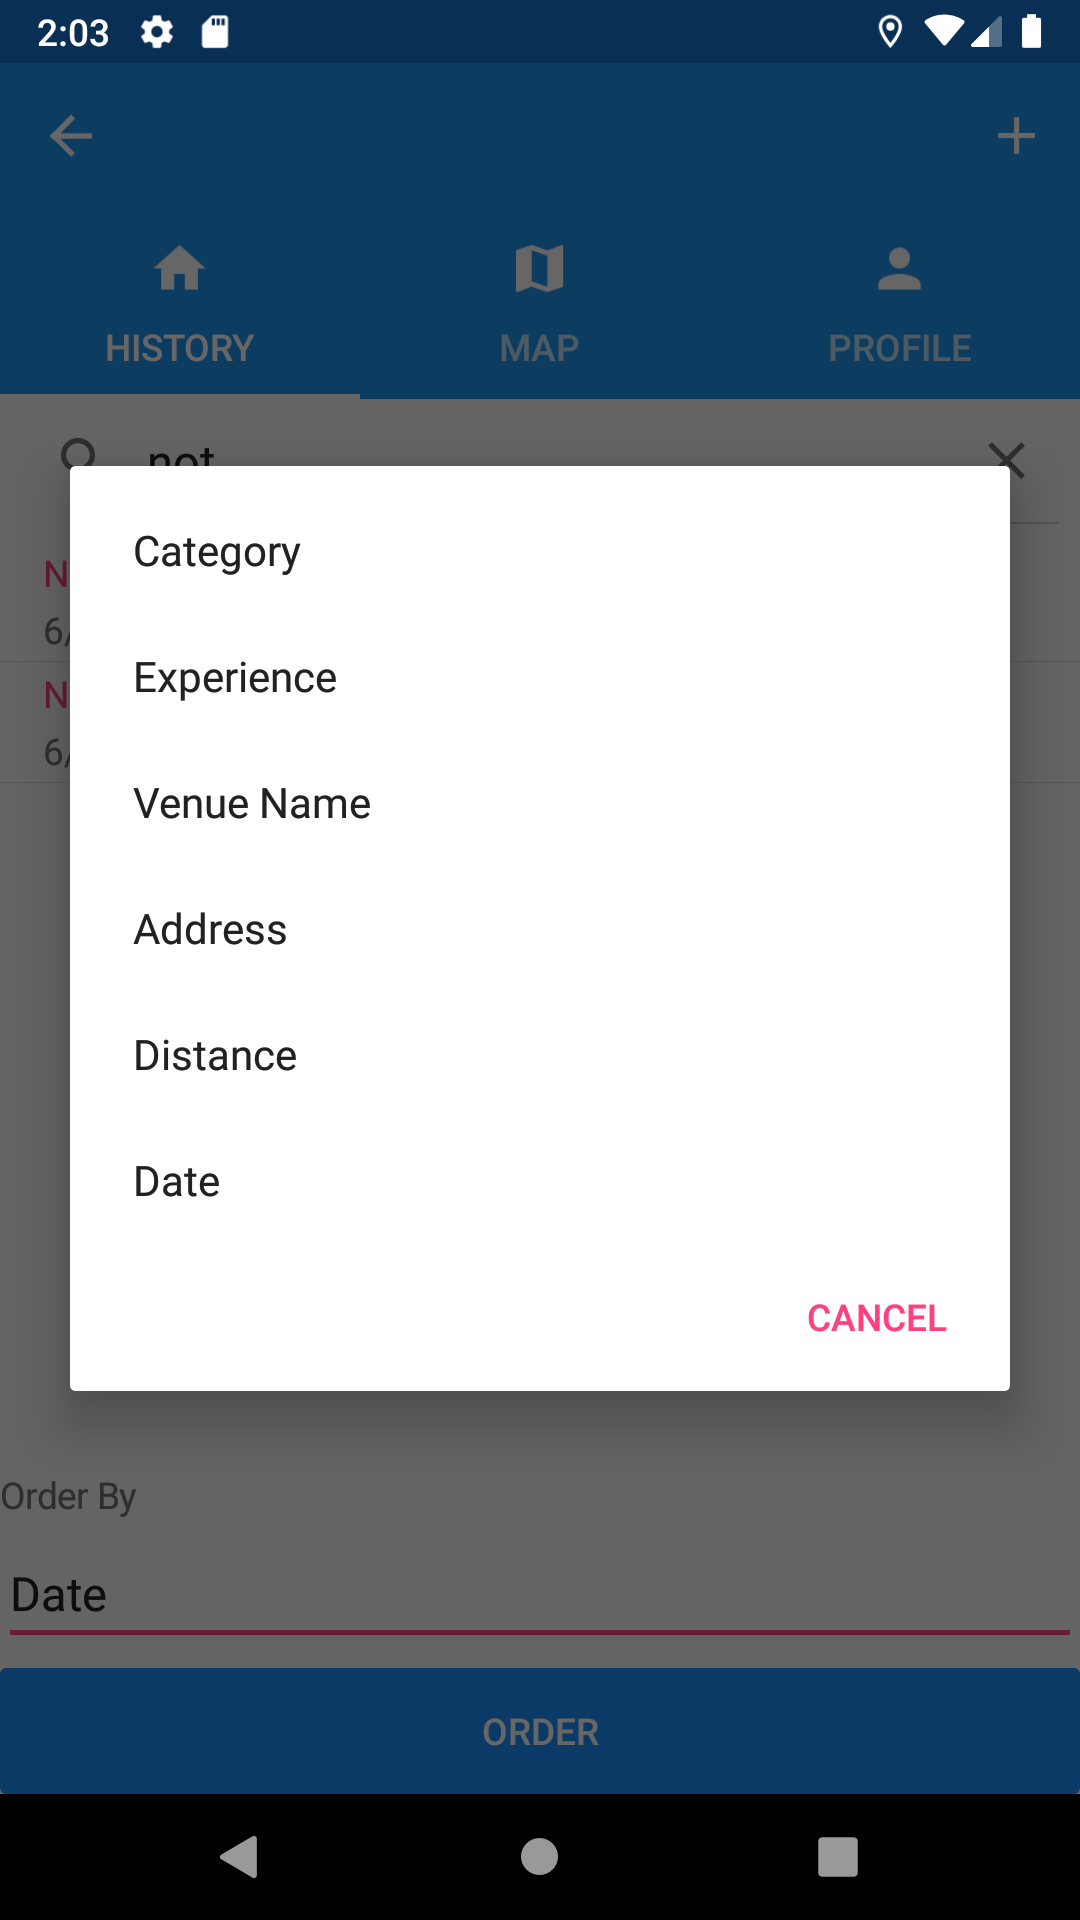 2:03
HISTORY
MAP
PROFILE
not
N
6/
N
6/
Category
Experience
Venue Name
Address
Distance
Date
CANCEL
Order By
Date
ORDER